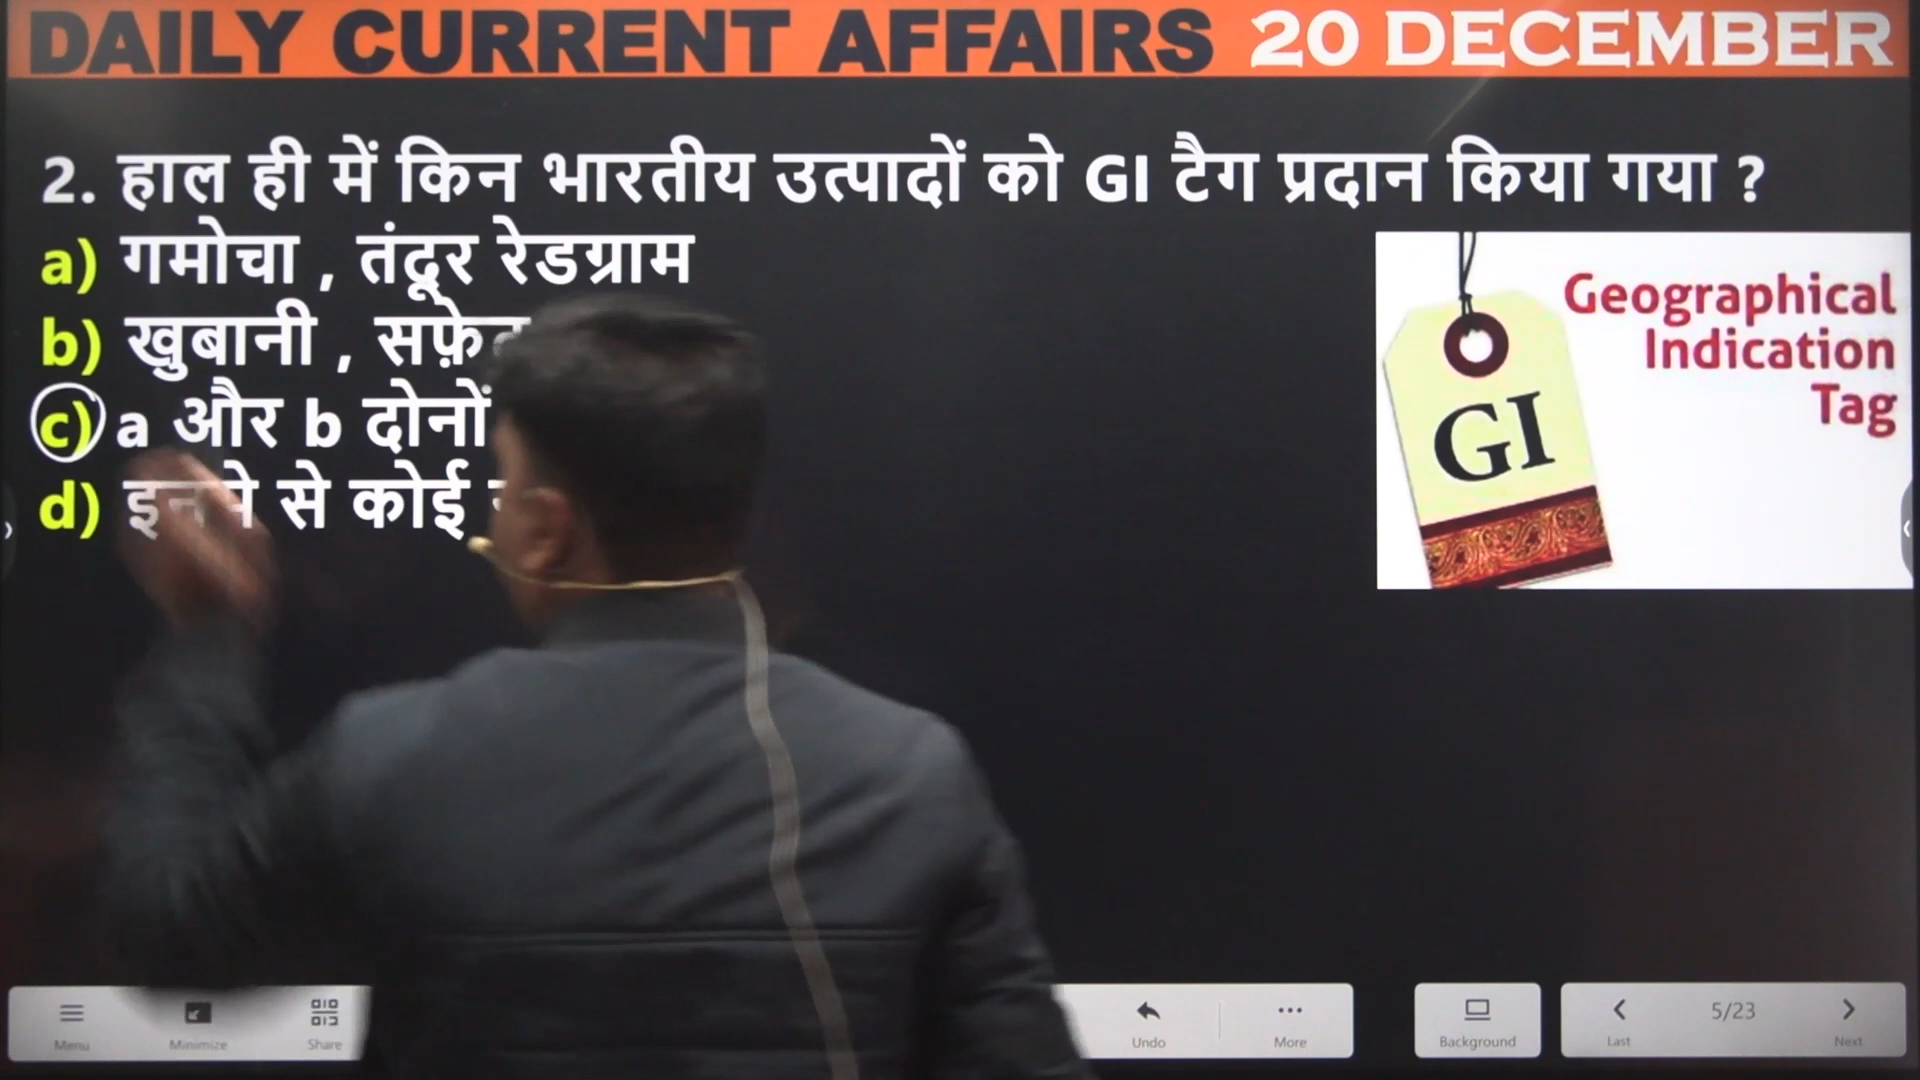 DAILY CURRENT AFFAIRS 20 DECEMBER
2. हाल ही में किन भारतीय उत्पादों को GI टैग प्रदान किया गया ?
a) गमोचा , तंदूर रेडग्राम
b) खुबानी ,
c) a और b दोनों
d) से कोई
Geographical
Indication
Tag
GI
Menu Minimize Share Undo More Background Last 5/23 Next